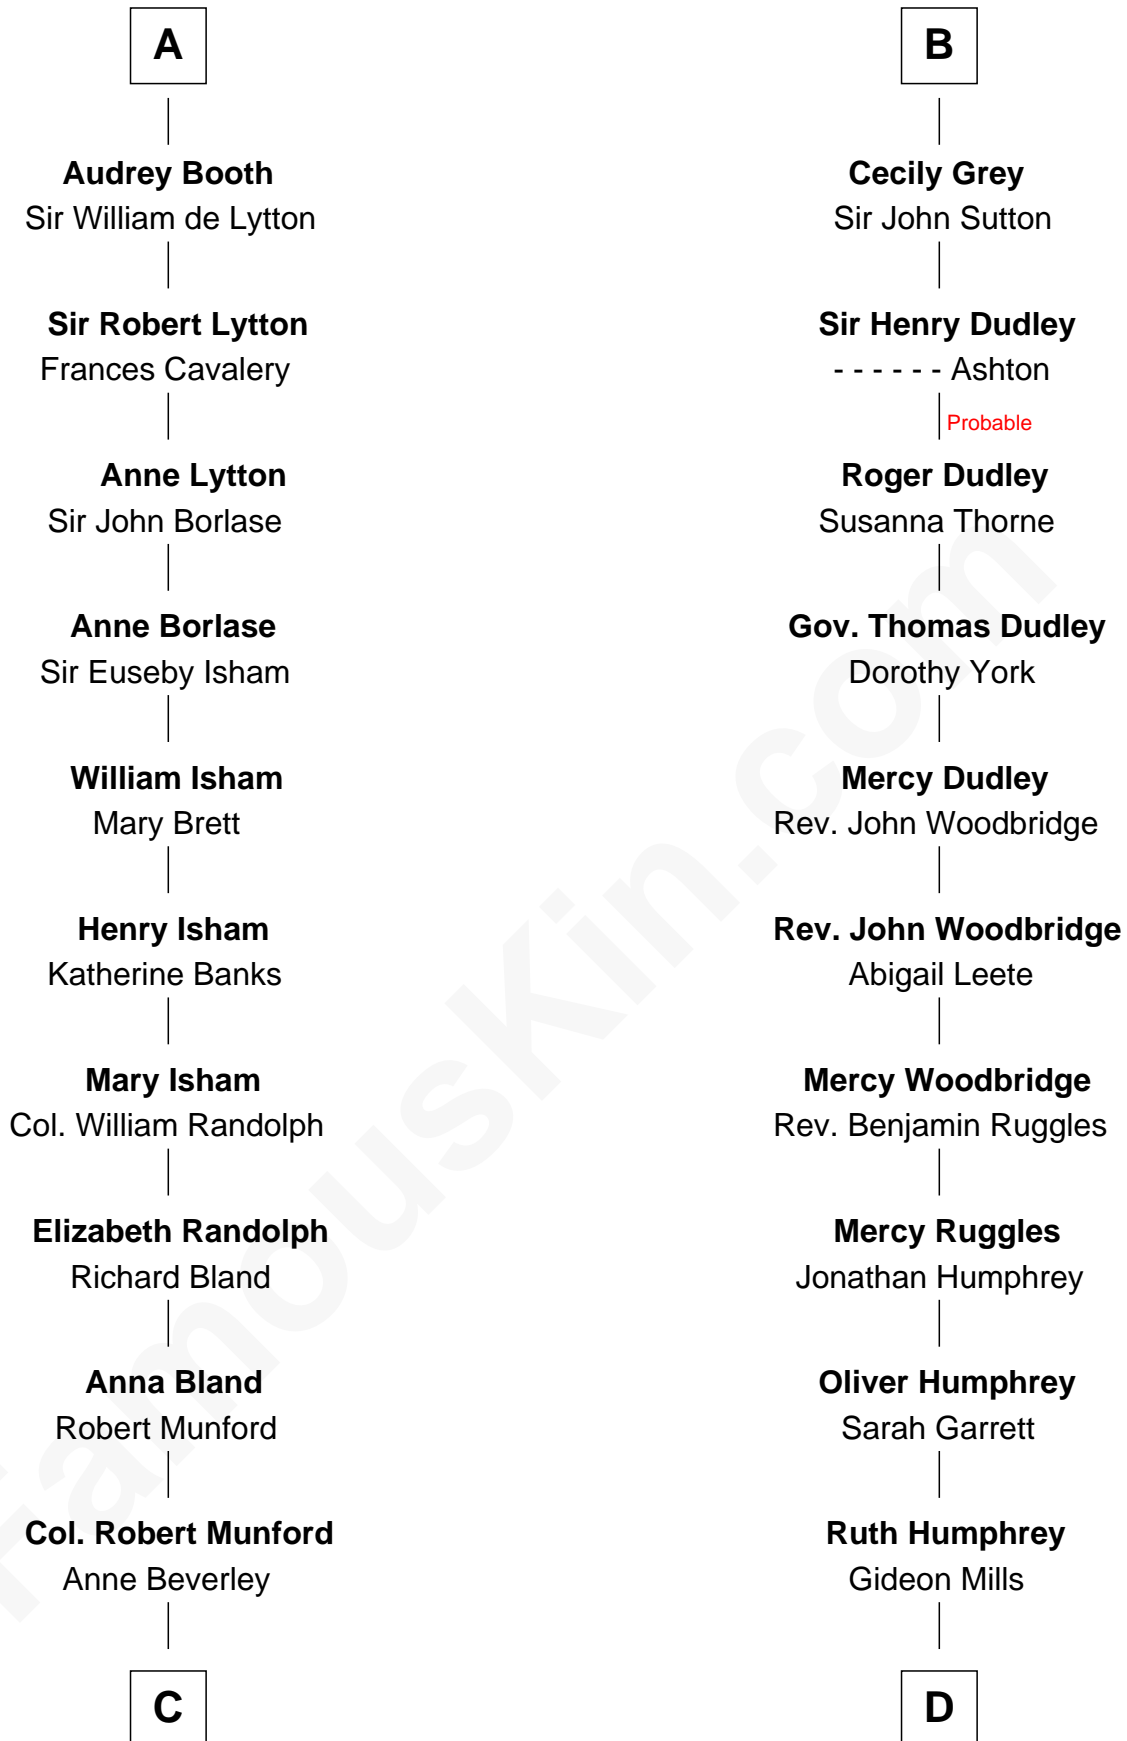 A
Audrey Booth
Sir William de Lytton
Sir Robert Lytton
Frances Cavalery
Anne Lytton
Sir John Borlase
Anne Borlase
Sir Euseby Isham
William Isham
Mary Brett
Henry Isham
Katherine Banks
Mary Isham
Col. William Randolph
Elizabeth Randolph
Richard Bland
Anna Bland
Robert Munford
Col. Robert Munford
Anne Beverley
C
B
Cecily Grey
Sir John Sutton
Sir Henry Dudley
- - - - - - Ashton
Probable
Roger Dudley
Susanna Thorne
Gov. Thomas Dudley
Dorothy York
Mercy Dudley
Rev. John Woodbridge
Rev. John Woodbridge
Abigail Leete
Mercy Woodbridge
Rev. Benjamin Ruggles
Mercy Ruggles
Jonathan Humphrey
Oliver Humphrey
Sarah Garrett
Ruth Humphrey
Gideon Mills
D
FamousKin.com